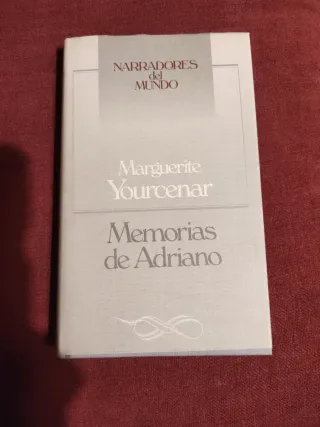 NARRADORES
del
MUNDO
Marguerite
Yourcenar
Memorias
de Adriano